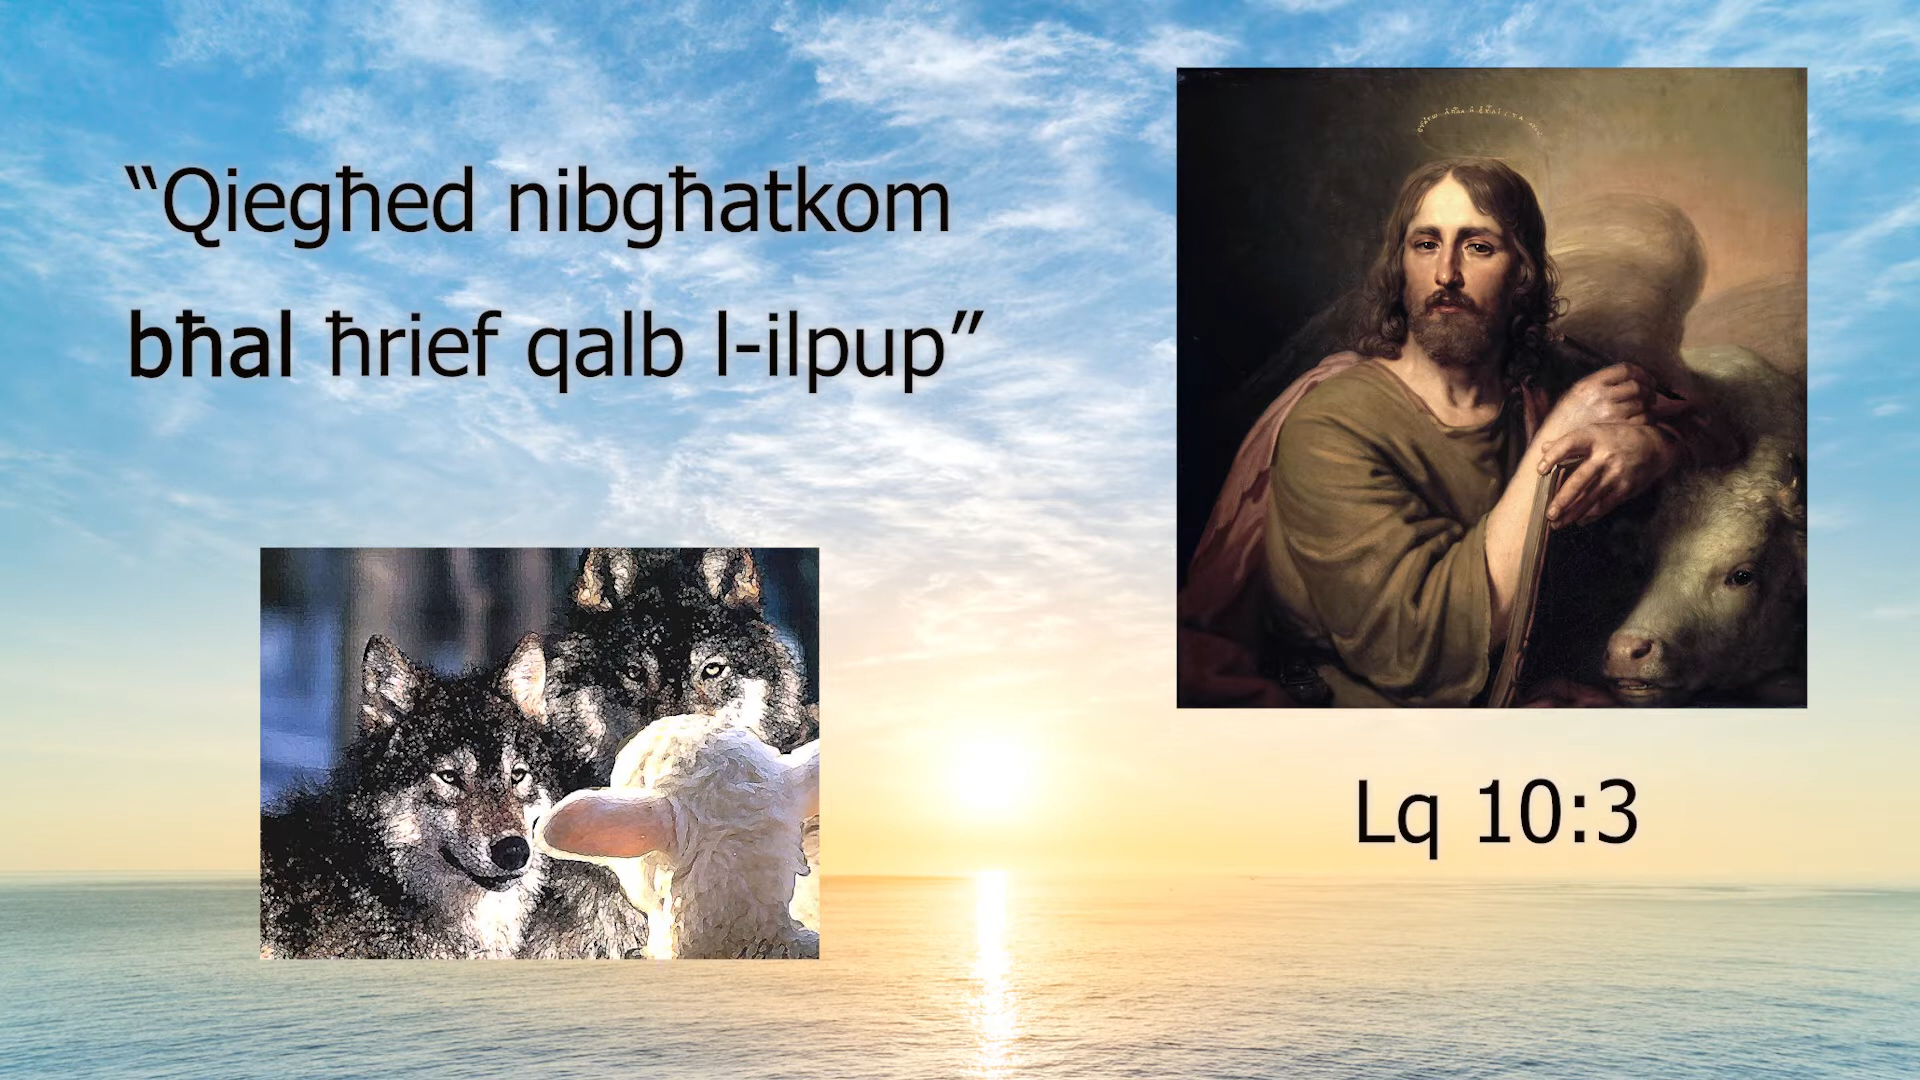 “Qiegħed nibgħatkom
bħal ħrief qalb l-ilpup”
Lq 10:3